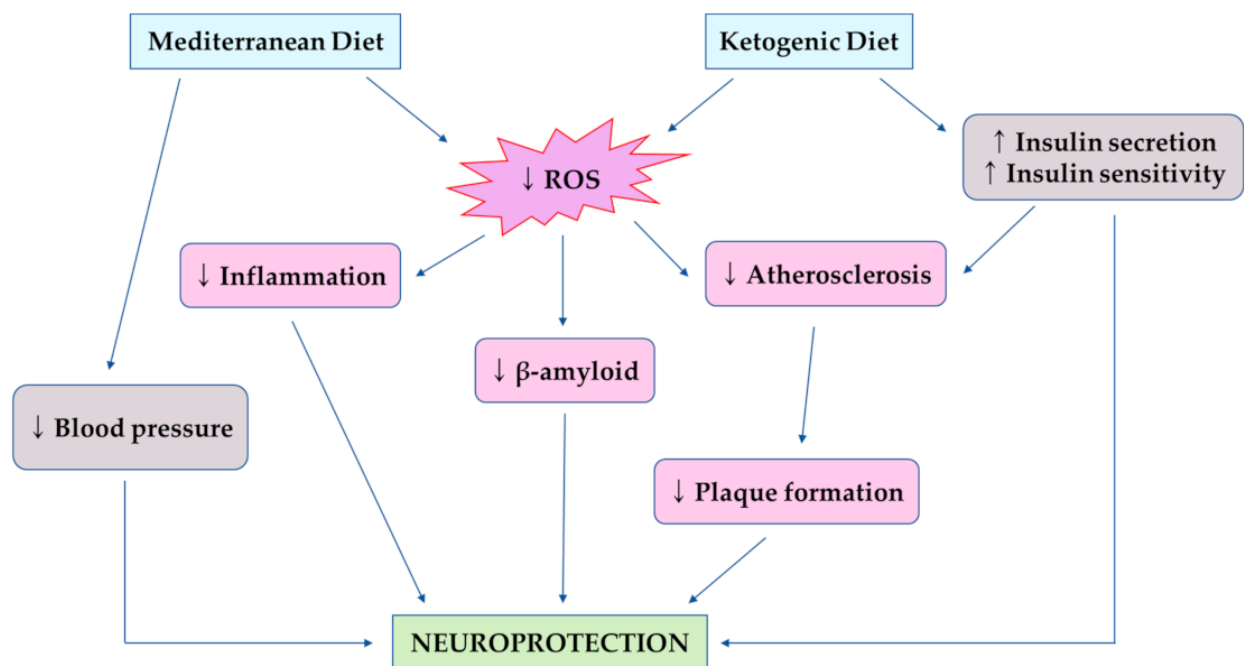 Mediterranean Diet
Ketogenic Diet
↑ Insulin secretion
↑ Insulin sensitivity
↓ ROS
↓ Inflammation
↓ Atherosclerosis
↓ β-amyloid
↓ Blood pressure
↓ Plaque formation
NEUROPROTECTION